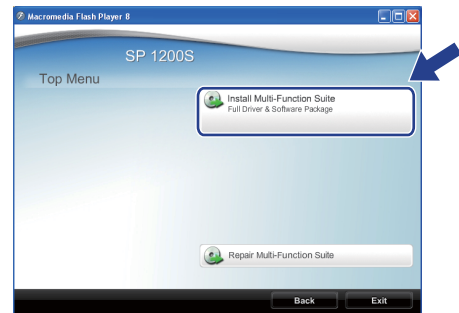 Macromedia Flash Player 8
SP 1200S
Top Menu
Install Multi-Function Suite
Full Driver & Software Package
Repair Multi-Function Suite
Back Exit